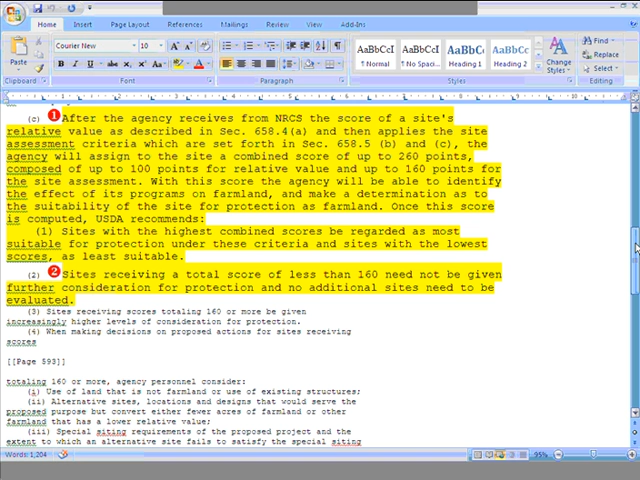 Home Insert Page Layout References Mailings Review View Add-Ins
Paste
Courier New 10
AaBbCcI AaBbCcI AaBbC AaBbCc
¶ Normal ¶ No Spaci... Heading 1 Heading 2
Change
Styles
Find
Replace
Select
Clipboard Font Paragraph Styles Editing
(c) 1 After the agency receives from NRCS the score of a site's
relative value as described in Sec. 658.4(a) and then applies the site
assessment criteria which are set forth in Sec. 658.5 (b) and (c), the
agency will assign to the site a combined score of up to 260 points,
composed of up to 100 points for relative value and up to 160 points for
the site assessment. With this score the agency will be able to identify
the effect of its programs on farmland, and make a determination as to
the suitability of the site for protection as farmland. Once this score
is computed, USDA recommends:
(1) Sites with the highest combined scores be regarded as most
suitable for protection under these criteria and sites with the lowest
scores, as least suitable.
(2) 2 Sites receiving a total score of less than 160 need not be given
further consideration for protection and no additional sites need to be
evaluated.
(3) Sites receiving scores totaling 160 or more be given
increasingly higher levels of consideration for protection.
(4) When making decisions on proposed actions for sites receiving
scores
[[Page 593]]
totaling 160 or more, agency personnel consider:
(i) Use of land that is not farmland or use of existing structures;
(ii) Alternative sites, locations and designs that would serve the
proposed purpose but convert either fewer acres of farmland or other
farmland that has a lower relative value;
(iii) Special siting requirements of the proposed project and the
extent to which an alternative site fails to satisfy the special siting
Words: 1,204 95%